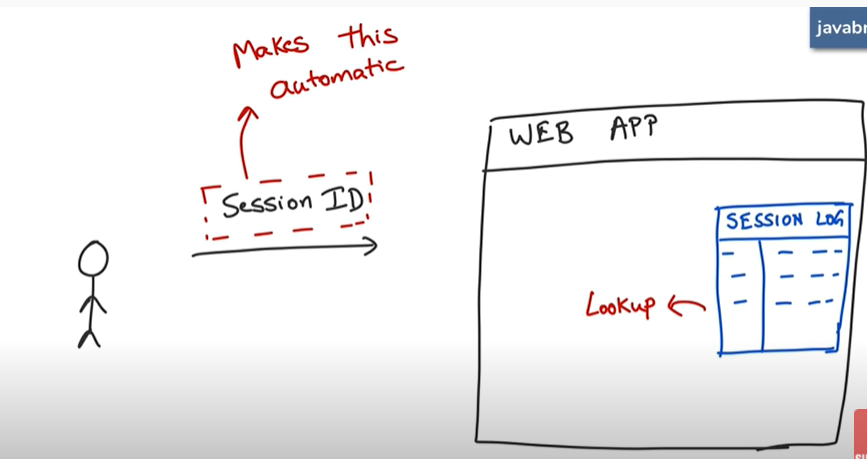 javabr
Makes this
automatic
WEB APP
Session ID
SESSION LOG
Lookup